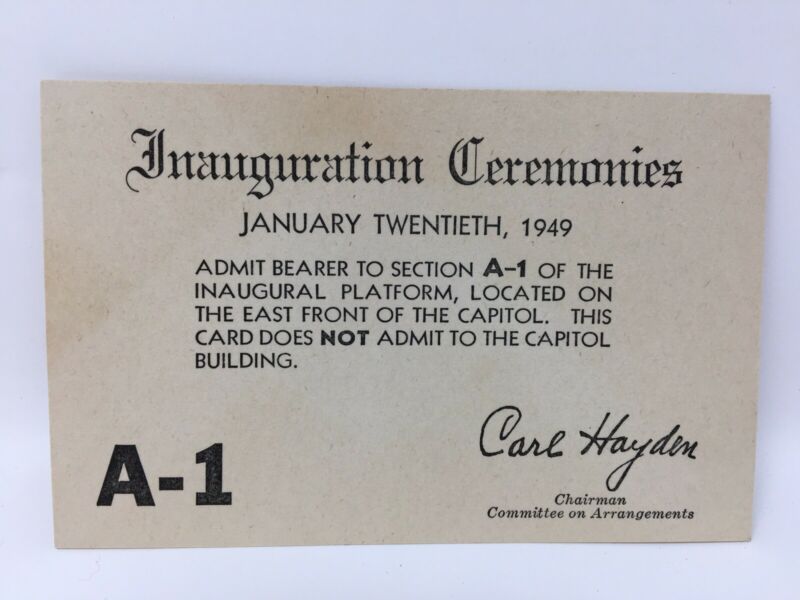 Inauguration Ceremonies
JANUARY TWENTIETH, 1949
ADMIT BEARER TO SECTION A-1 OF THE
INAUGURAL PLATFORM, LOCATED ON
THE EAST FRONT OF THE CAPITOL. THIS
CARD DOES NOT ADMIT TO THE CAPITOL
BUILDING.
A-1
Carl Hayden
Chairman
Committee on Arrangements